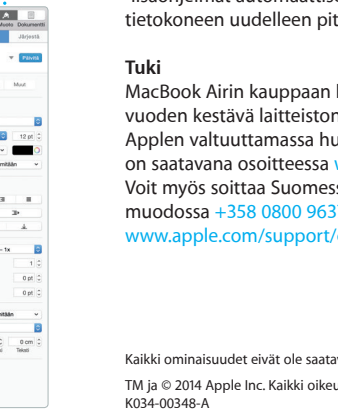 Muoto Dokumentti
Järjestä
Päivitä
Muut
12 pt
1x
1
0 pt
0 pt
0 cm
Teksti
tietokoneen uudelleen pit
Tuki
MacBook Airin kauppaan
vuoden kestävä laitteiston
Applen valtuuttamassa hu
on saatavana osoitteessa w
Voit myös soittaa Suomess
muodossa +358 0800 963
www.apple.com/support/
Kaikki ominaisuudet eivät ole saata
TM ja © 2014 Apple Inc. Kaikki oikeu
K034-00348-A